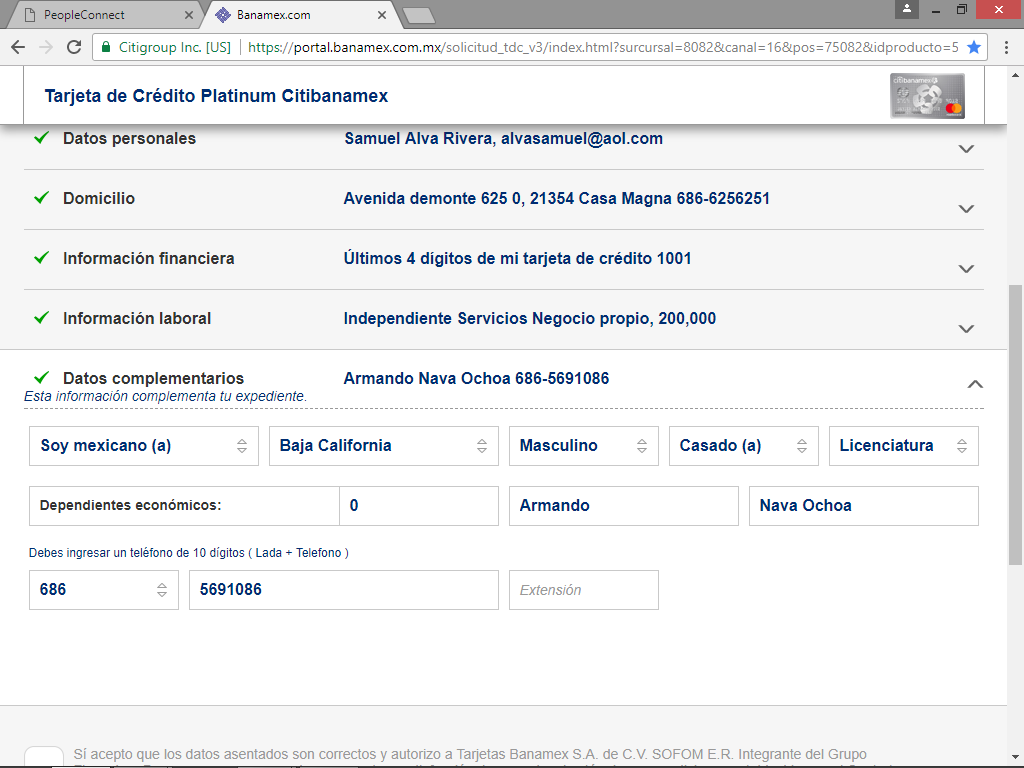 PeopleConnect
Banamex.com
Citigroup Inc. [US] https://portal.banamex.com.mx/solicitud_tdc_v3/index.html?sursursal=8082&canal=16&pos=75082&idproducto=5
Tarjeta de Crédito Platinum Citibanamex
citibanamex
Datos personales Samuel Alva Rivera, alvasamuel@aol.com
Domicilio Avenida demonte 625 0, 21354 Casa Magna 686-6256251
Información financiera Últimos 4 dígitos de mi tarjeta de crédito 1001
Información laboral Independiente Servicios Negocio propio, 200,000
Datos complementarios Armando Nava Ochoa 686-5691086
Esta información complementa tu expediente.
Soy mexicano (a) Baja California Masculino Casado (a) Licenciatura
Dependientes económicos: 0 Armando Nava Ochoa
Debes ingresar un teléfono de 10 dígitos ( Lada + Telefono )
686 5691086 Extensión
Sí acepto que los datos asentados son correctos y autorizo a Tarjetas Banamex S.A. de C.V. SOFOM E.R. Integrante del Grupo